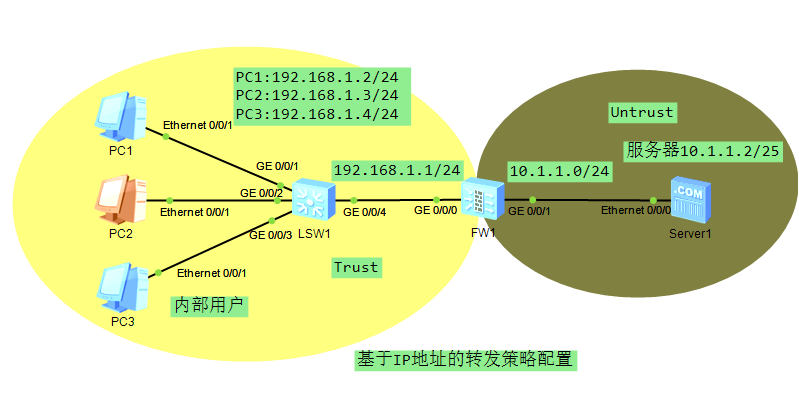 PC1:192.168.1.2/24
PC2:192.168.1.3/24
PC3:192.168.1.4/24
Untrust
Ethernet 0/0/1
PC1
服务器10.1.1.2/25
GE 0/0/1
192.168.1.1/24
10.1.1.0/24
.COM
GE 0/0/2
Ethernet 0/0/1
GE 0/0/4
GE 0/0/0
GE 0/0/1
Ethernet 0/0/0
PC2
GE 0/0/3
LSW1
FW1
Server1
Ethernet 0/0/1
Trust
内部用户
PC3
基于IP地址的转发策略配置